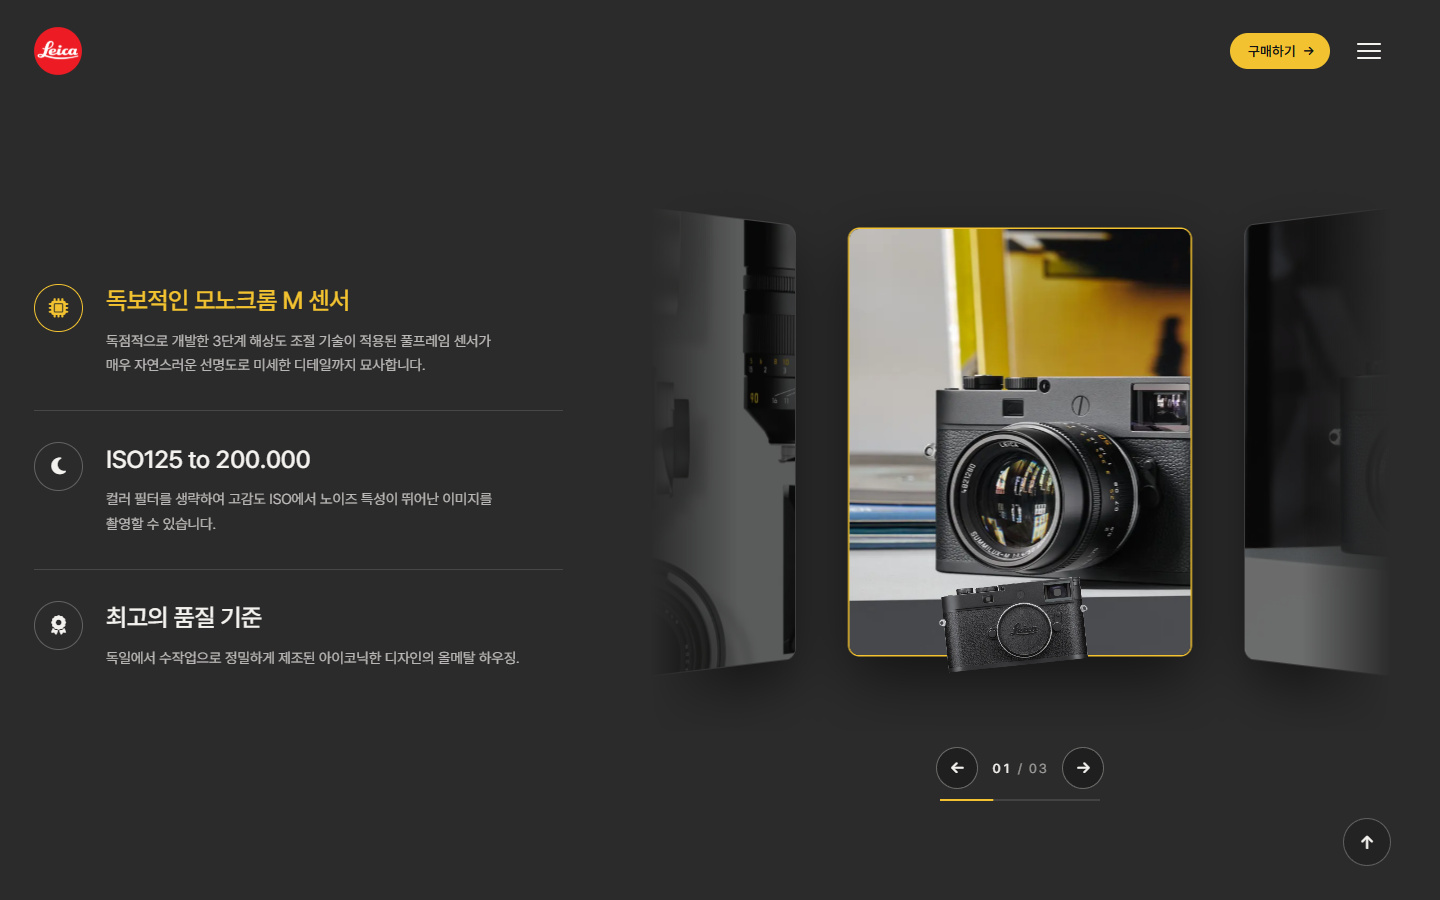 Leica
구매하기
독보적인 모노크롬 M 센서
독점적으로 개발한 3단계 해상도 조절 기술이 적용된 풀프레임 센서가
매우 자연스러운 선명도로 미세한 디테일까지 묘사합니다.
ISO125 to 200.000
컬러 필터를 생략하여 고감도 ISO에서 노이즈 특성이 뛰어난 이미지를
촬영할 수 있습니다.
최고의 품질 기준
독일에서 수작업으로 정밀하게 제조된 아이코닉한 디자인의 올메탈 하우징.
90
LEICA
4921280
SUMMILUX-M
Leica
01 / 03